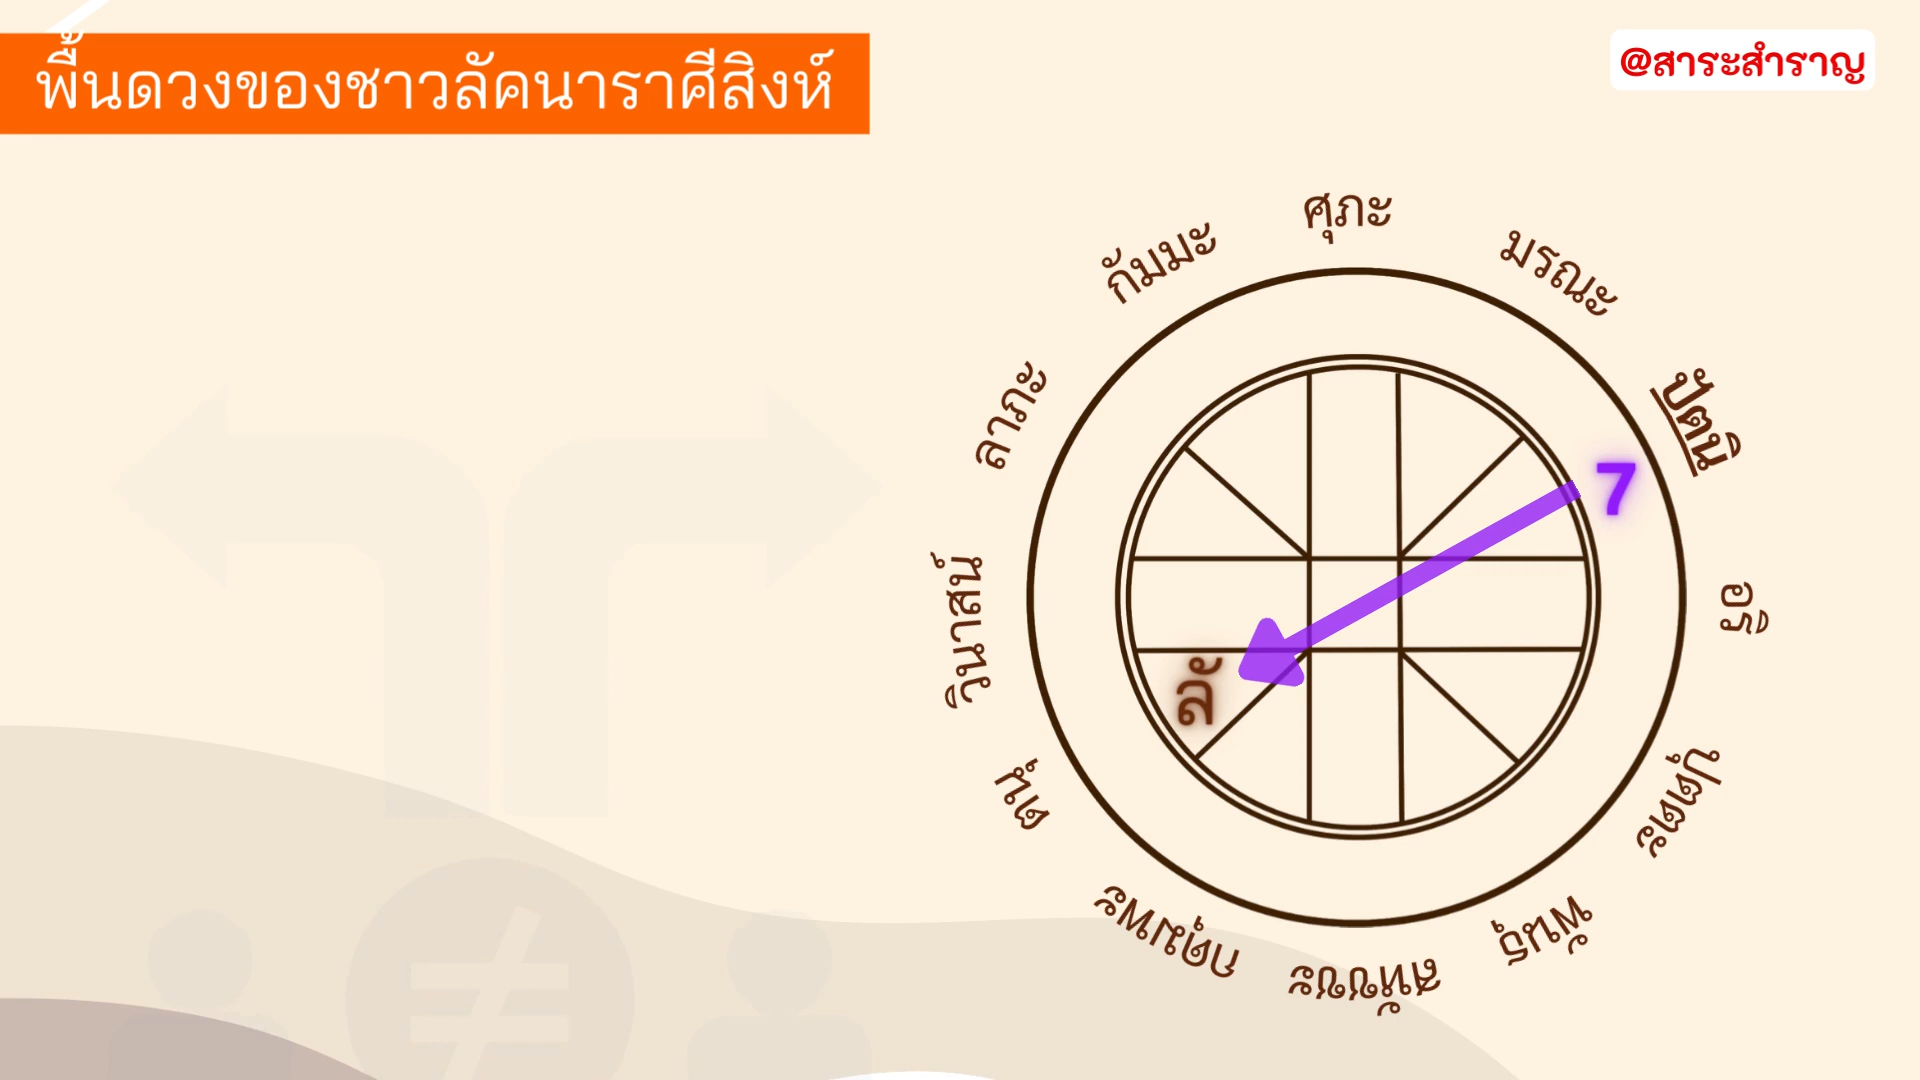 พื้นดวงของชาวลัคนาราศีสิงห์
@สาระสำราญ
ศุภะ
กัมมะ
มรณะ
ลาภะ
ปัตนิ
7
วินาสน์
อริ
ลั
ตนุ
ปุตตะ
กดุมพะ
พันธุ
สหัชชะ